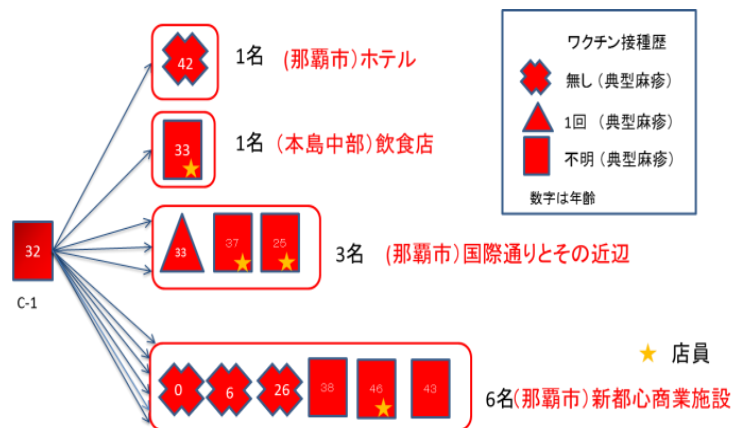 42
1名 (那覇市)ホテル
33
1名 (本島中部)飲食店
32
C-1
33 37 25
3名 (那覇市)国際通りとその近辺
0 6 26 38 46 43
6名(那覇市)新都心商業施設
ワクチン接種歴
無し(典型麻疹)
1回 (典型麻疹)
不明(典型麻疹)
数字は年齢
店員